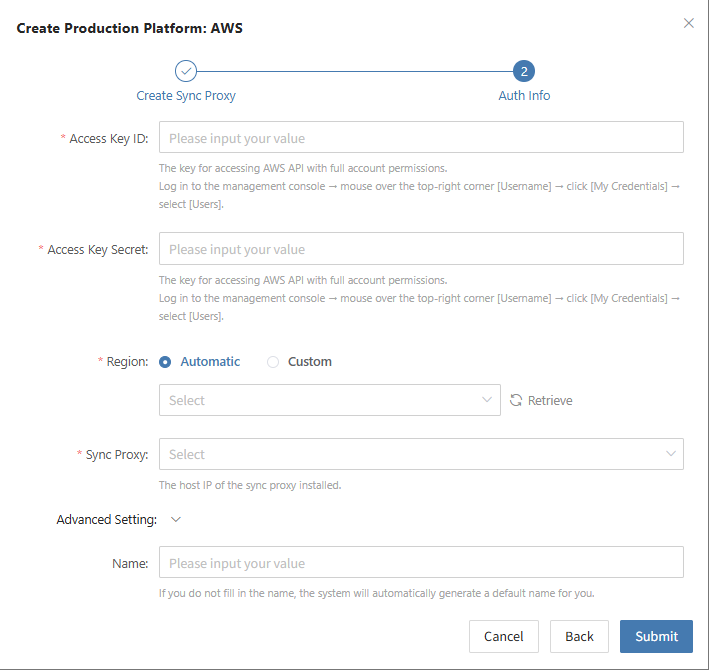 Create Production Platform: AWS
2
Create Sync Proxy
Auth Info
* Access Key ID:
Please input your value
The key for accessing AWS API with full account permissions.
Log in to the management console → mouse over the top-right corner [Username] → click [My Credentials] →
select [Users].
* Access Key Secret:
Please input your value
The key for accessing AWS API with full account permissions.
Log in to the management console → mouse over the top-right corner [Username] → click [My Credentials] →
select [Users].
* Region:
Automatic
Custom
Select
Retrieve
* Sync Proxy:
Select
The host IP of the sync proxy installed.
Advanced Setting:
Name:
Please input your value
If you do not fill in the name, the system will automatically generate a default name for you.
Cancel
Back
Submit